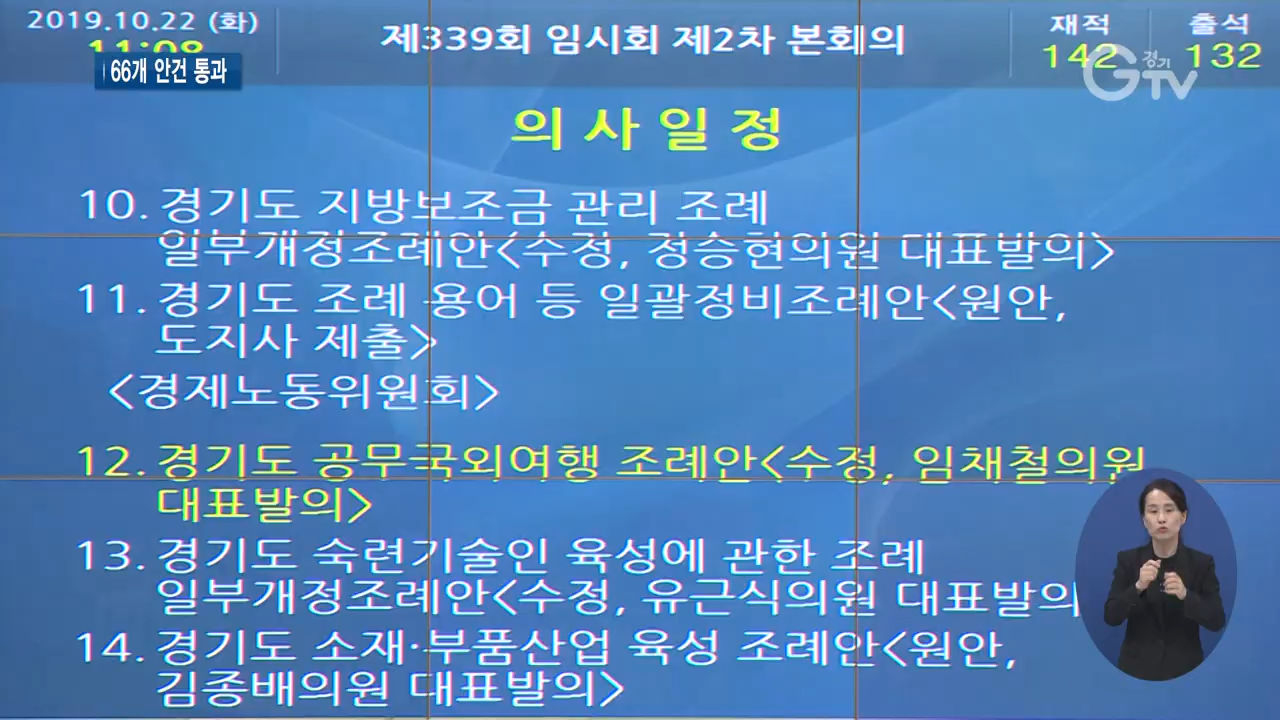 2019.10.22 (화)
11:08
66개 안건 통과
제339회 임시회 제2차 본회의
재적
142
출석
132
경기
GTV
의사일정
10. 경기도 지방보조금 관리 조례
일부개정조례안<수정, 정승현의원 대표발의>
11. 경기도 조례 용어 등 일괄정비조례안<원안,
도지사 제출>
<경제노동위원회>
12. 경기도 공무국외여행 조례안<수정, 임채철의원
대표발의>
13. 경기도 숙련기술인 육성에 관한 조례
일부개정조례안<수정, 유근식의원 대표발의
14. 경기도 소재·부품산업 육성 조례안<원안,
김종배의원 대표발의>